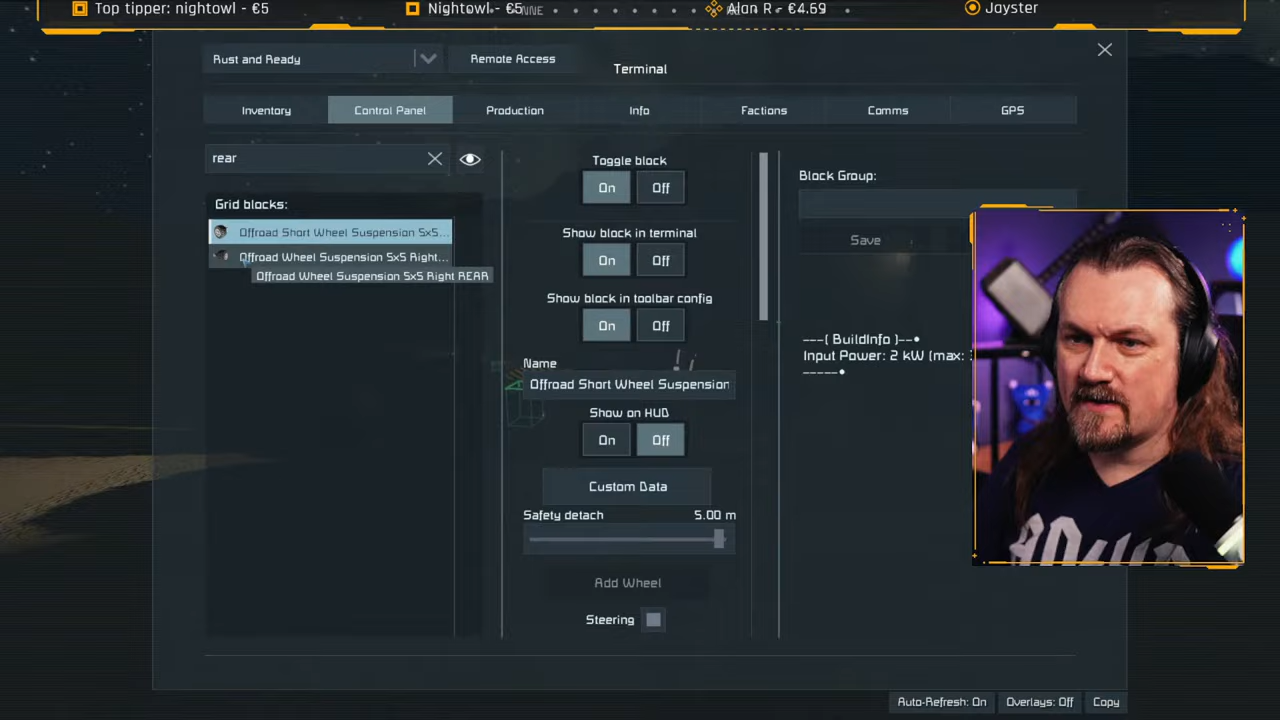 Top tipper: nightowl - €5
Nightowl - €5
Alan R - €4.69
Jayster
Rust and Ready
Remote Access
Terminal
Inventory
Control Panel
Production
Info
Factions
Comms
GPS
rear
Grid blocks:
Offroad Short Wheel Suspension 5x5...
Offroad Wheel Suspension 5x5 Right...
Offroad Wheel Suspension 5x5 Right REAR
Toggle block
On
Off
Show block in terminal
On
Off
Show block in toolbar config
On
Off
Name
Offroad Short Wheel Suspension
Show on HUD
On
Off
Custom Data
Safety detach
5.00 m
Add Wheel
Steering
Block Group:
Save
---( BuildInfo )--•
Input Power: 2 kW (max:
-----•
Auto-Refresh: On
Overlays: Off
Copy